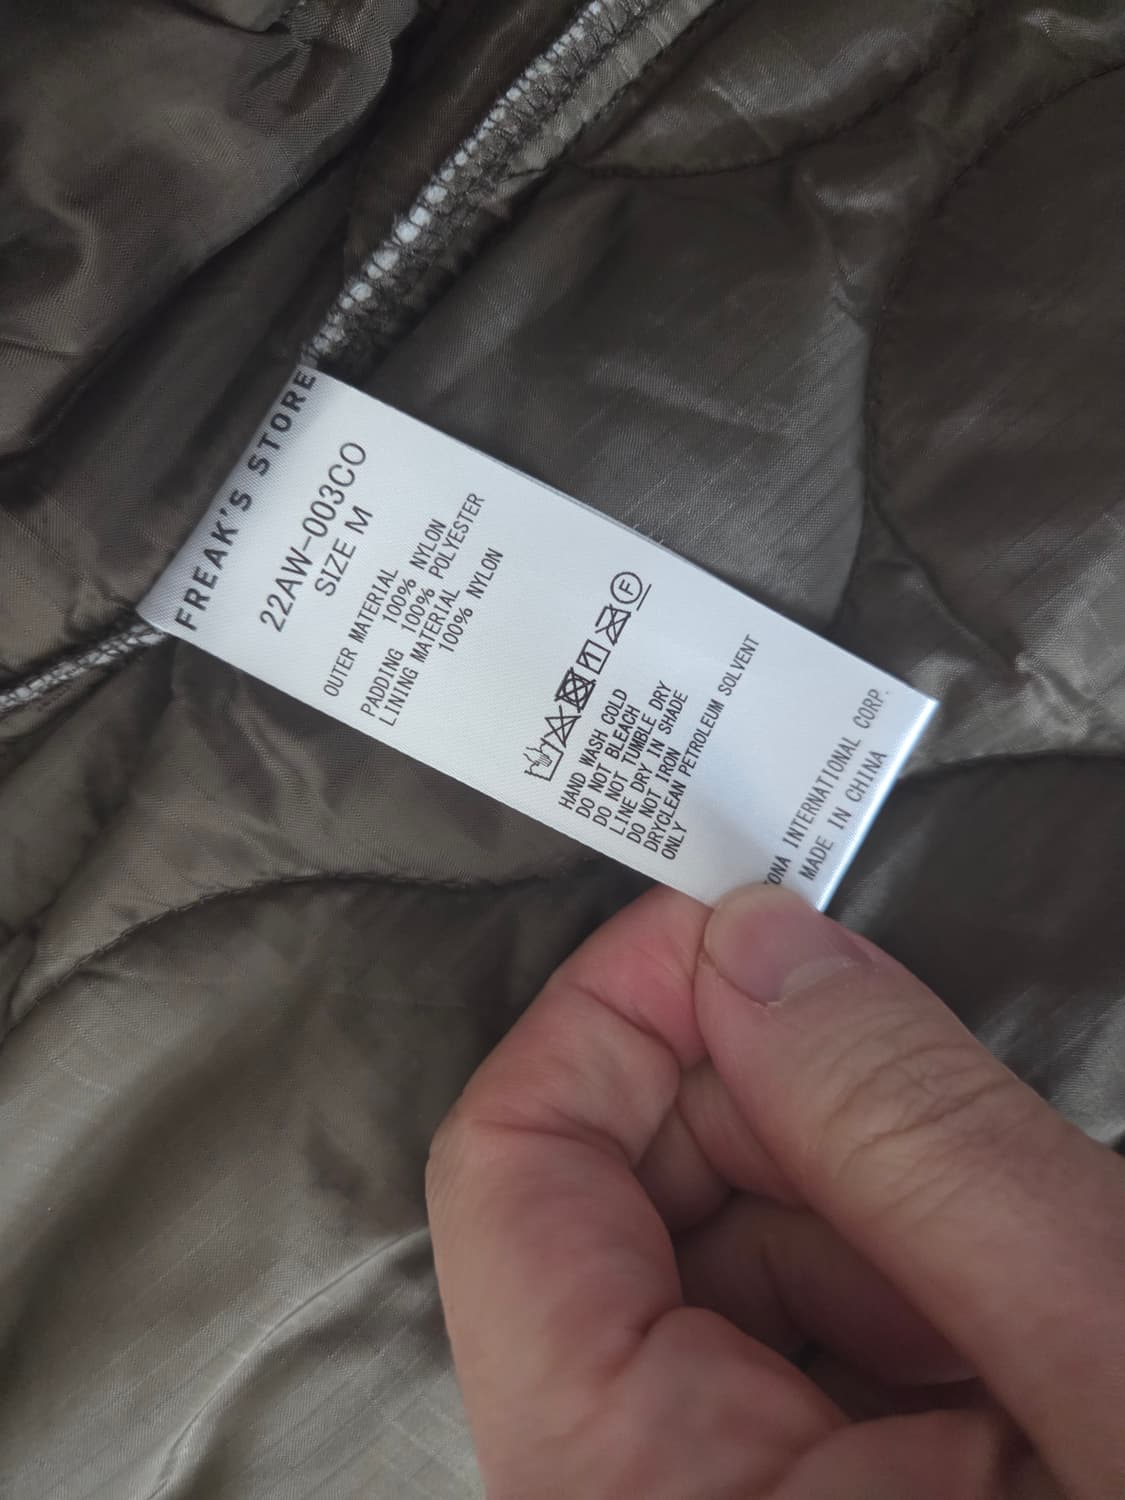 FREAK'S STORE
22AW-003CO
SIZE M
OUTER MATERIAL
100% NYLON
PADDING 100% POLYESTER
LINING MATERIAL
100% NYLON
F
HAND WASH COLD
DO NOT BLEACH
DO NOT TUMBLE DRY
LINE DRY IN SHADE
DO NOT IRON
DRYCLEAN PETROLEUM SOLVENT
ONLY
INTERNATIONAL CORP.
MADE IN CHINA